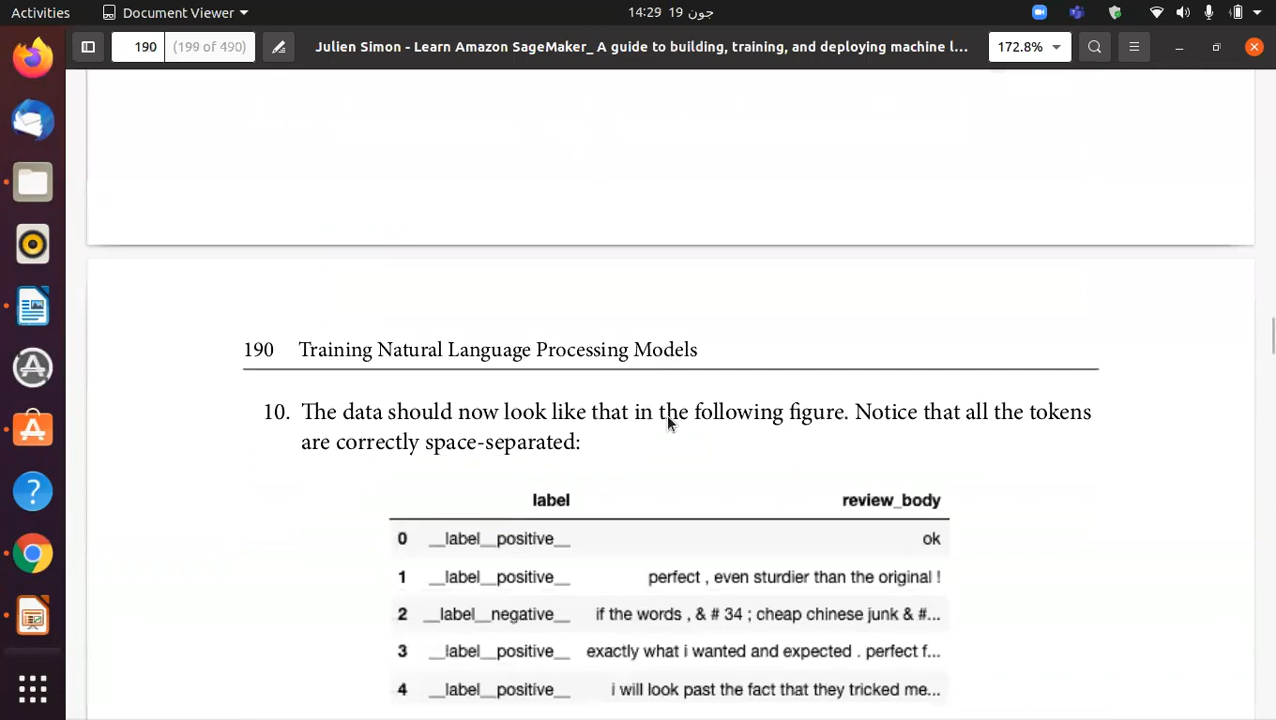 Activities Document Viewer 14:29 19 جون
190 (199 of 490) Julien Simon - Learn Amazon SageMaker_ A guide to building, training, and deploying machine l... 172.8%
190 Training Natural Language Processing Models
10. The data should now look like that in the following figure. Notice that all the tokens
are correctly space-separated:
label review_body
0 __label__positive__ ok
1 __label__positive__ perfect , even sturdier than the original !
2 __label__negative__ if the words , & # 34 ; cheap chinese junk & #...
3 __label__positive__ exactly what i wanted and expected . perfect f...
4 __label__positive__ i will look past the fact that they tricked me...